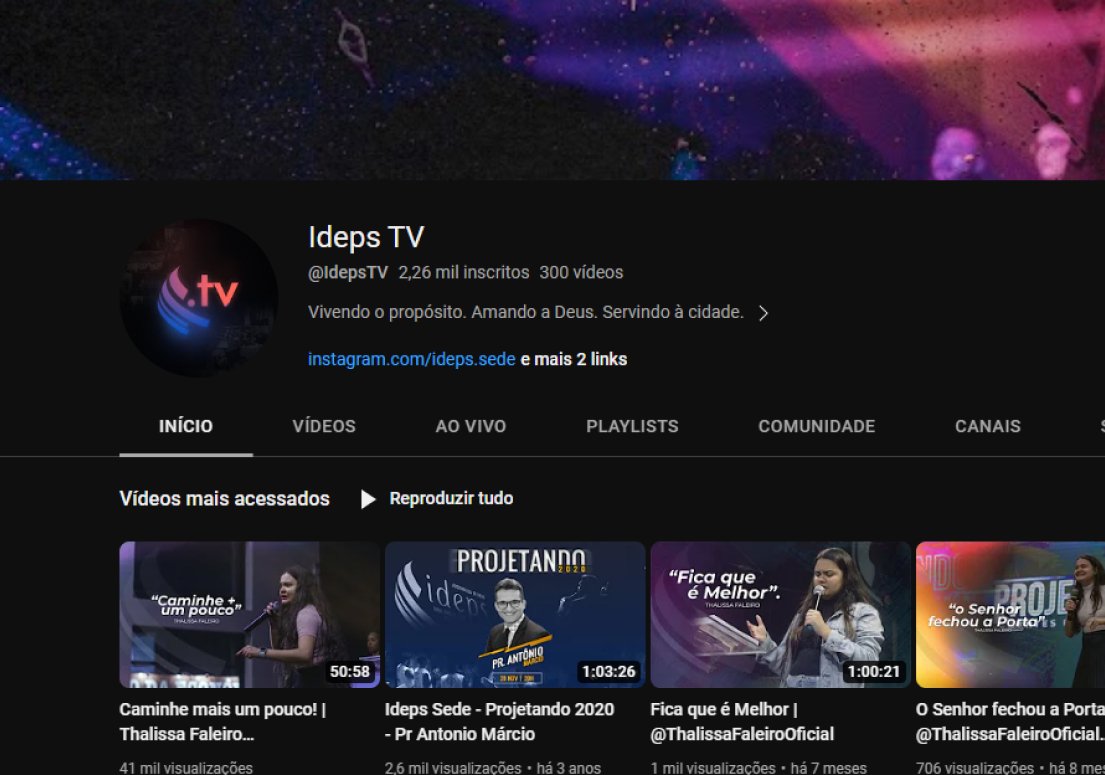 .tv
Ideps TV
@IdepsTV 2,26 mil inscritos 300 vídeos
Vivendo o propósito. Amando a Deus. Servindo à cidade.
instagram.com/ideps.sede e mais 2 links
INÍCIO VÍDEOS AO VIVO PLAYLISTS COMUNIDADE CANAIS
Vídeos mais acessados Reproduzir tudo
"Caminhe +
um pouco"
THALISSA FALEIRO
50:58
PROJETANDO
2020
ideps
PR. ANTÔNIO
MÁRCIO
1:03:26
"Fica que
é Melhor".
THALISSA FALEIRO
1:00:21
PROJE
"o Senhor
fechou a Porta"
THALISSA FALEIRO
Caminhe mais um pouco! |
Thalissa Faleiro...
41 mil visualizações
Ideps Sede - Projetando 2020
- Pr Antonio Márcio
2,6 mil visualizações • há 3 anos
Fica que é Melhor |
@ThalissaFaleiroOficial
1 mil visualizações • há 7 meses
O Senhor fechou a Porta
@ThalissaFaleiroOficial...
706 visualizações • há 8 mes